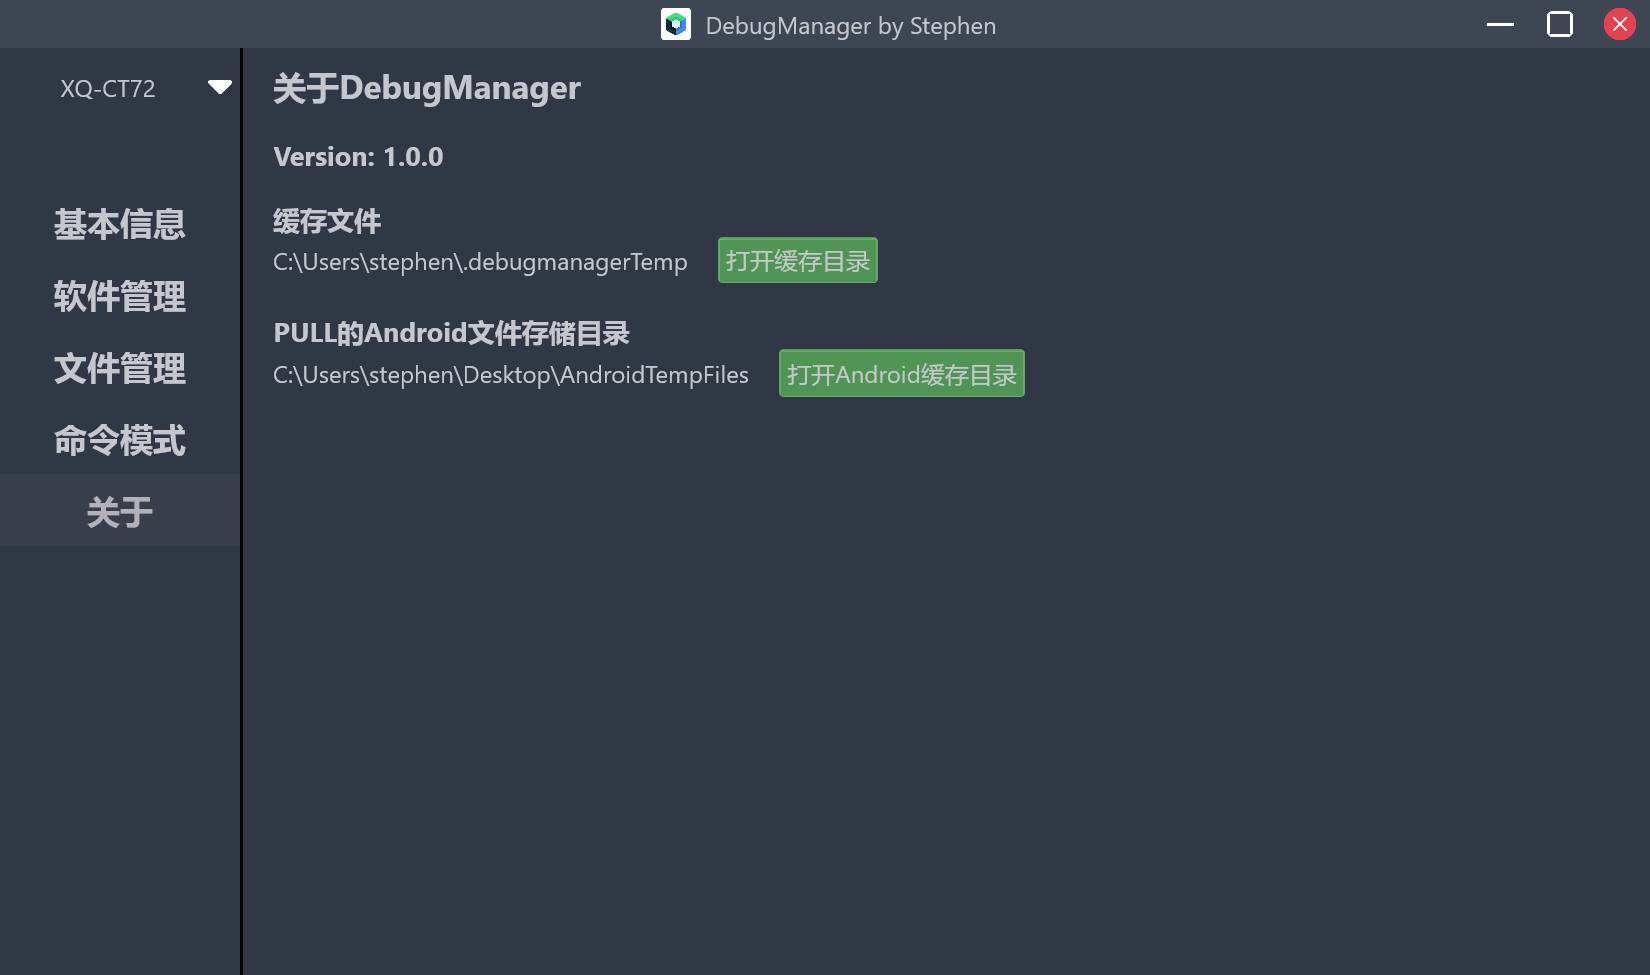 DebugManager by Stephen
XQ-CT72
基本信息
软件管理
文件管理
命令模式
关于
关于DebugManager
Version: 1.0.0
缓存文件
C:\Users\stephen\.debugmanagerTemp
打开缓存目录
PULL的Android文件存储目录
C:\Users\stephen\Desktop\AndroidTempFiles
打开Android缓存目录